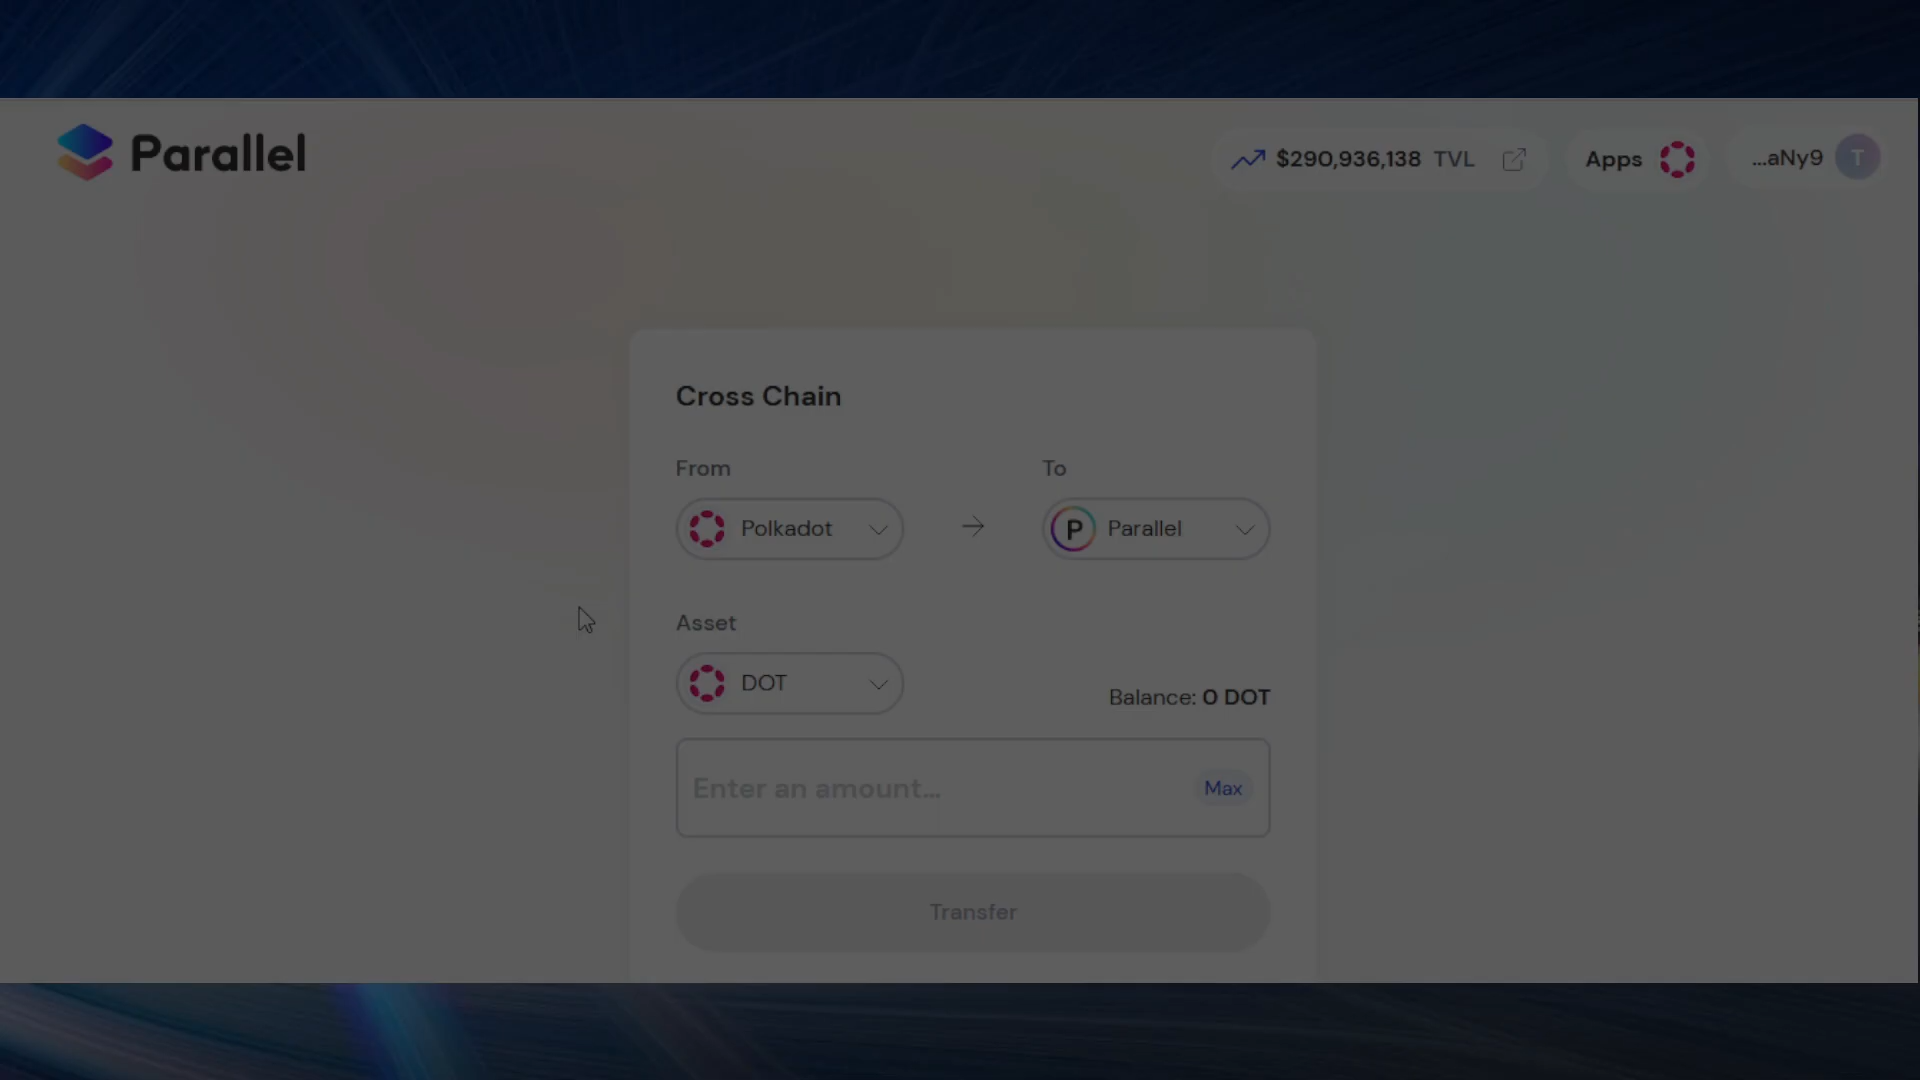 Parallel
$290,936,138 TVL
Apps
...aNy9
T
Cross Chain
From
To
Polkadot
P Parallel
Asset
DOT
Balance: 0 DOT
Enter an amount...
Max
Transfer